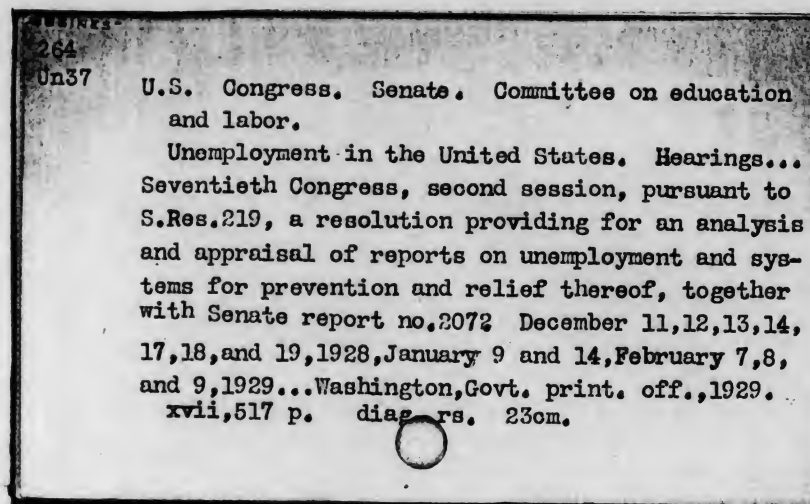 264
Un37
U.S. Congress. Senate. Committee on education
and labor.
Unemployment in the United States. Hearings...
Seventieth Congress, second session, pursuant to
S.Res.219, a resolution providing for an analysis
and appraisal of reports on unemployment and sys-
tems for prevention and relief thereof, together
with Senate report no.2072 December 11,12,13,14,
17,18,and 19,1928,January 9 and 14,February 7,8,
and 9,1929...Washington,Govt. print. off.,1929.
xvii,517 p. diag rs. 23cm.